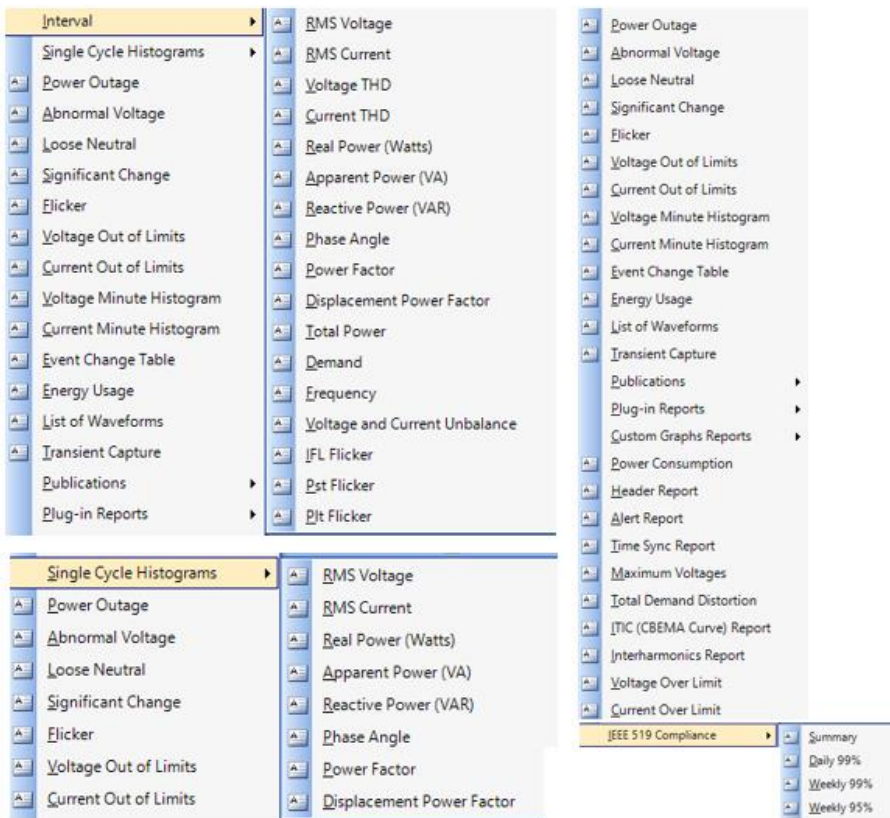 Interval
Single Cycle Histograms
Power Outage
Abnormal Voltage
Loose Neutral
Significant Change
Flicker
Voltage Out of Limits
Current Out of Limits
Voltage Minute Histogram
Current Minute Histogram
Event Change Table
Energy Usage
List of Waveforms
Transient Capture
Publications
Plug-in Reports
RMS Voltage
RMS Current
Voltage THD
Current THD
Real Power (Watts)
Apparent Power (VA)
Reactive Power (VAR)
Phase Angle
Power Factor
Displacement Power Factor
Total Power
Demand
Frequency
Voltage and Current Unbalance
IFL Flicker
Pst Flicker
Plt Flicker
Single Cycle Histograms
Power Outage
Abnormal Voltage
Loose Neutral
Significant Change
Flicker
Voltage Out of Limits
Current Out of Limits
RMS Voltage
RMS Current
Real Power (Watts)
Apparent Power (VA)
Reactive Power (VAR)
Phase Angle
Power Factor
Displacement Power Factor
Power Outage
Abnormal Voltage
Loose Neutral
Significant Change
Flicker
Voltage Out of Limits
Current Out of Limits
Voltage Minute Histogram
Current Minute Histogram
Event Change Table
Energy Usage
List of Waveforms
Transient Capture
Publications
Plug-in Reports
Custom Graphs Reports
Power Consumption
Header Report
Alert Report
Time Sync Report
Maximum Voltages
Total Demand Distortion
ITIC (CBEMA Curve) Report
Interharmonics Report
Voltage Over Limit
Current Over Limit
IEEE 519 Compliance
Summary
Daily 99%
Weekly 99%
Weekly 95%